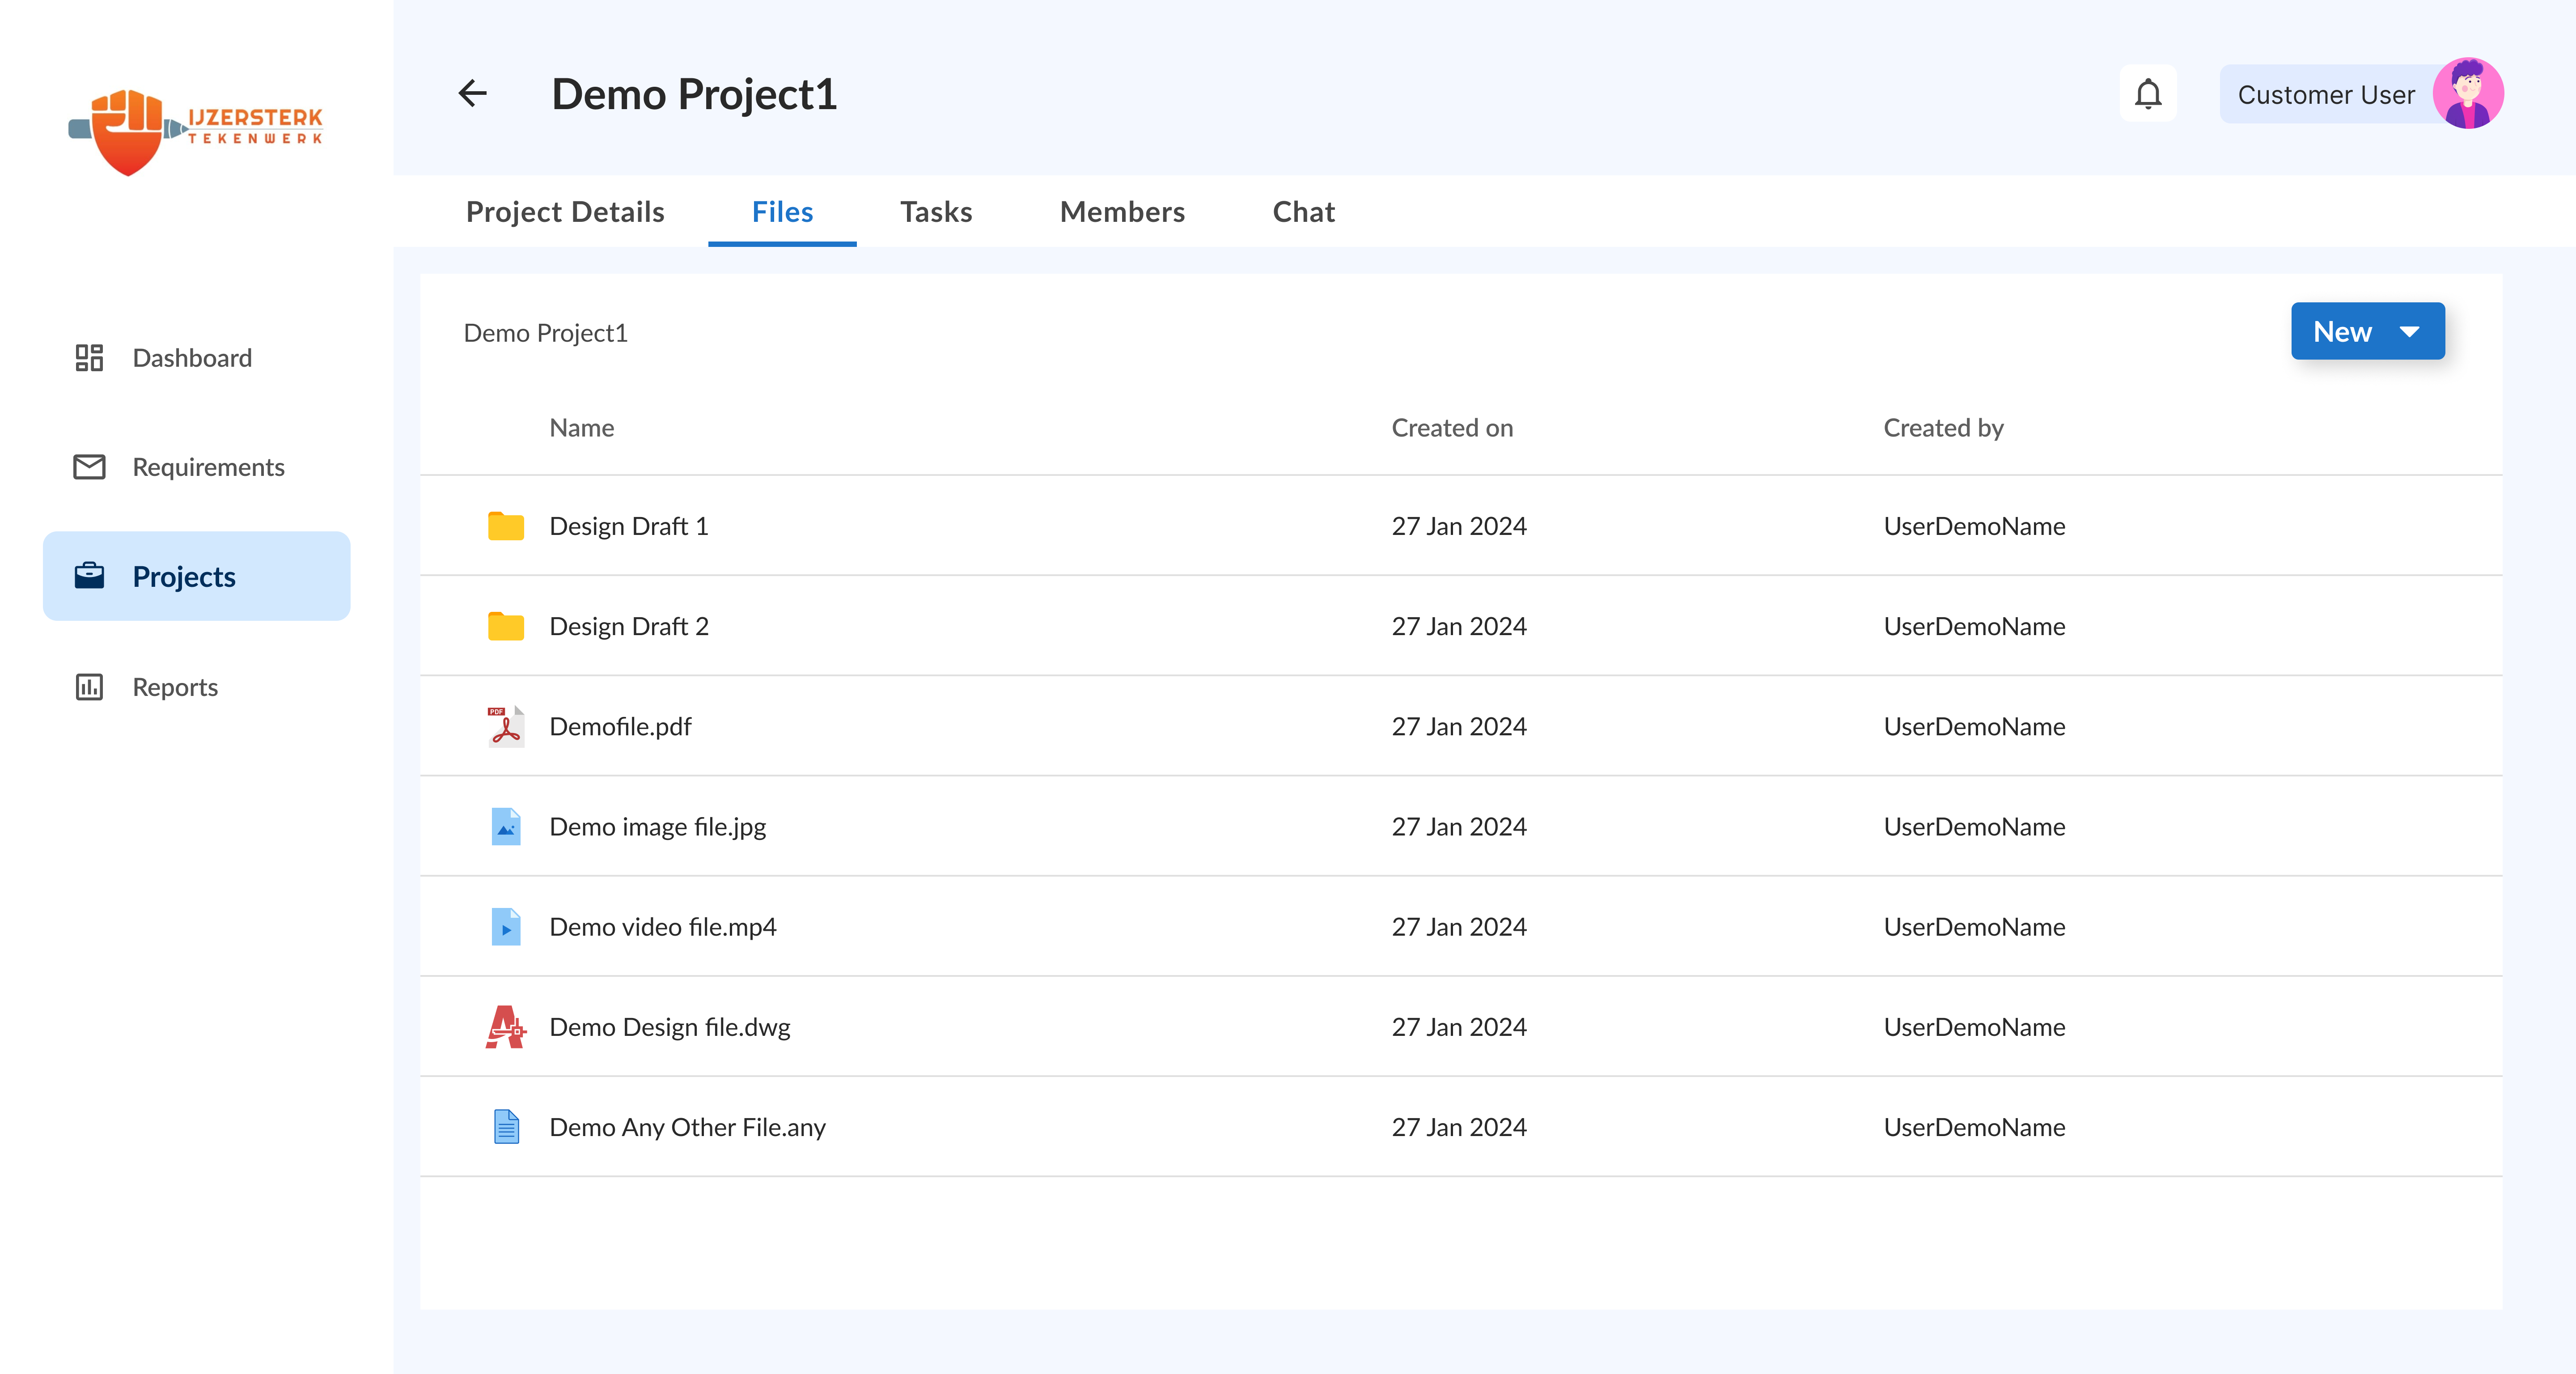 IJZERSTERK
TEKENWERK
Demo Project1
Customer User
Project Details Files Tasks Members Chat
Dashboard
Requirements
Projects
Reports
Demo Project1
New
Name Created on Created by
Design Draft 1 27 Jan 2024 UserDemoName
Design Draft 2 27 Jan 2024 UserDemoName
PDF Demofile.pdf 27 Jan 2024 UserDemoName
Demo image file.jpg 27 Jan 2024 UserDemoName
Demo video file.mp4 27 Jan 2024 UserDemoName
Demo Design file.dwg 27 Jan 2024 UserDemoName
Demo Any Other File.any 27 Jan 2024 UserDemoName